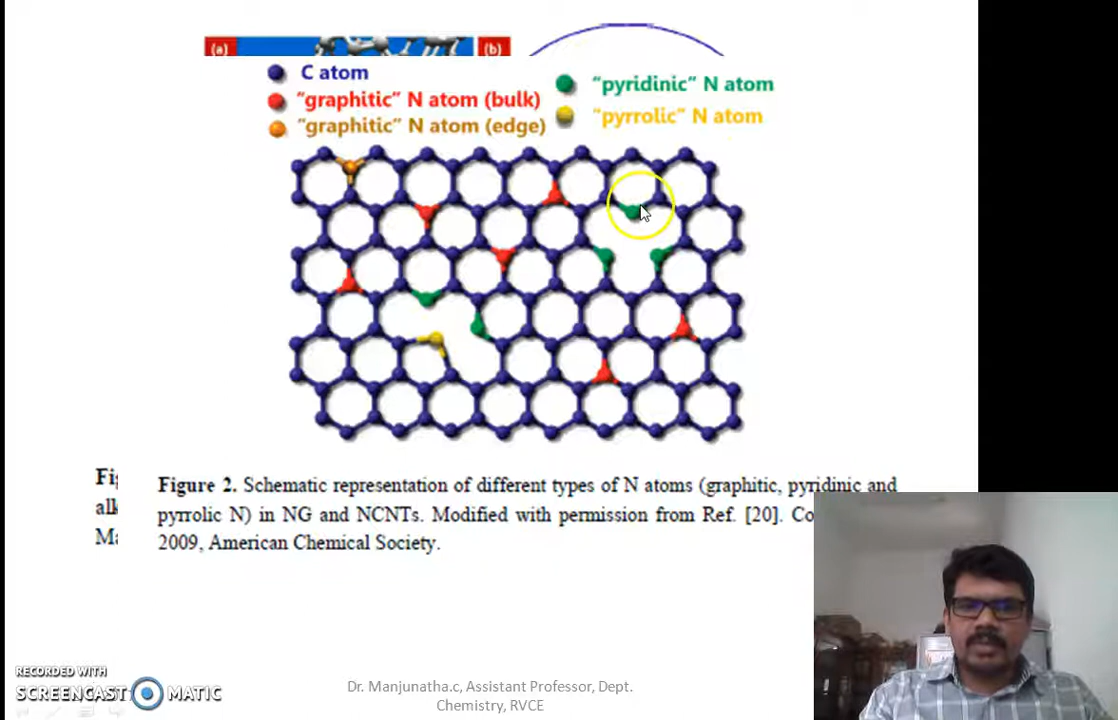 (a) (b)
C atom
"graphitic" N atom (bulk)
"graphitic" N atom (edge)
"pyridinic" N atom
"pyrrolic" N atom
Figure 2. Schematic representation of different types of N atoms (graphitic, pyridinic and
pyrrolic N) in NG and NCNTs. Modified with permission from Ref. [20]. Co
2009, American Chemical Society.
RECORDED WITH
SCREENCAST MATIC
Dr. Manjunatha.c, Assistant Professor, Dept.
Chemistry, RVCE